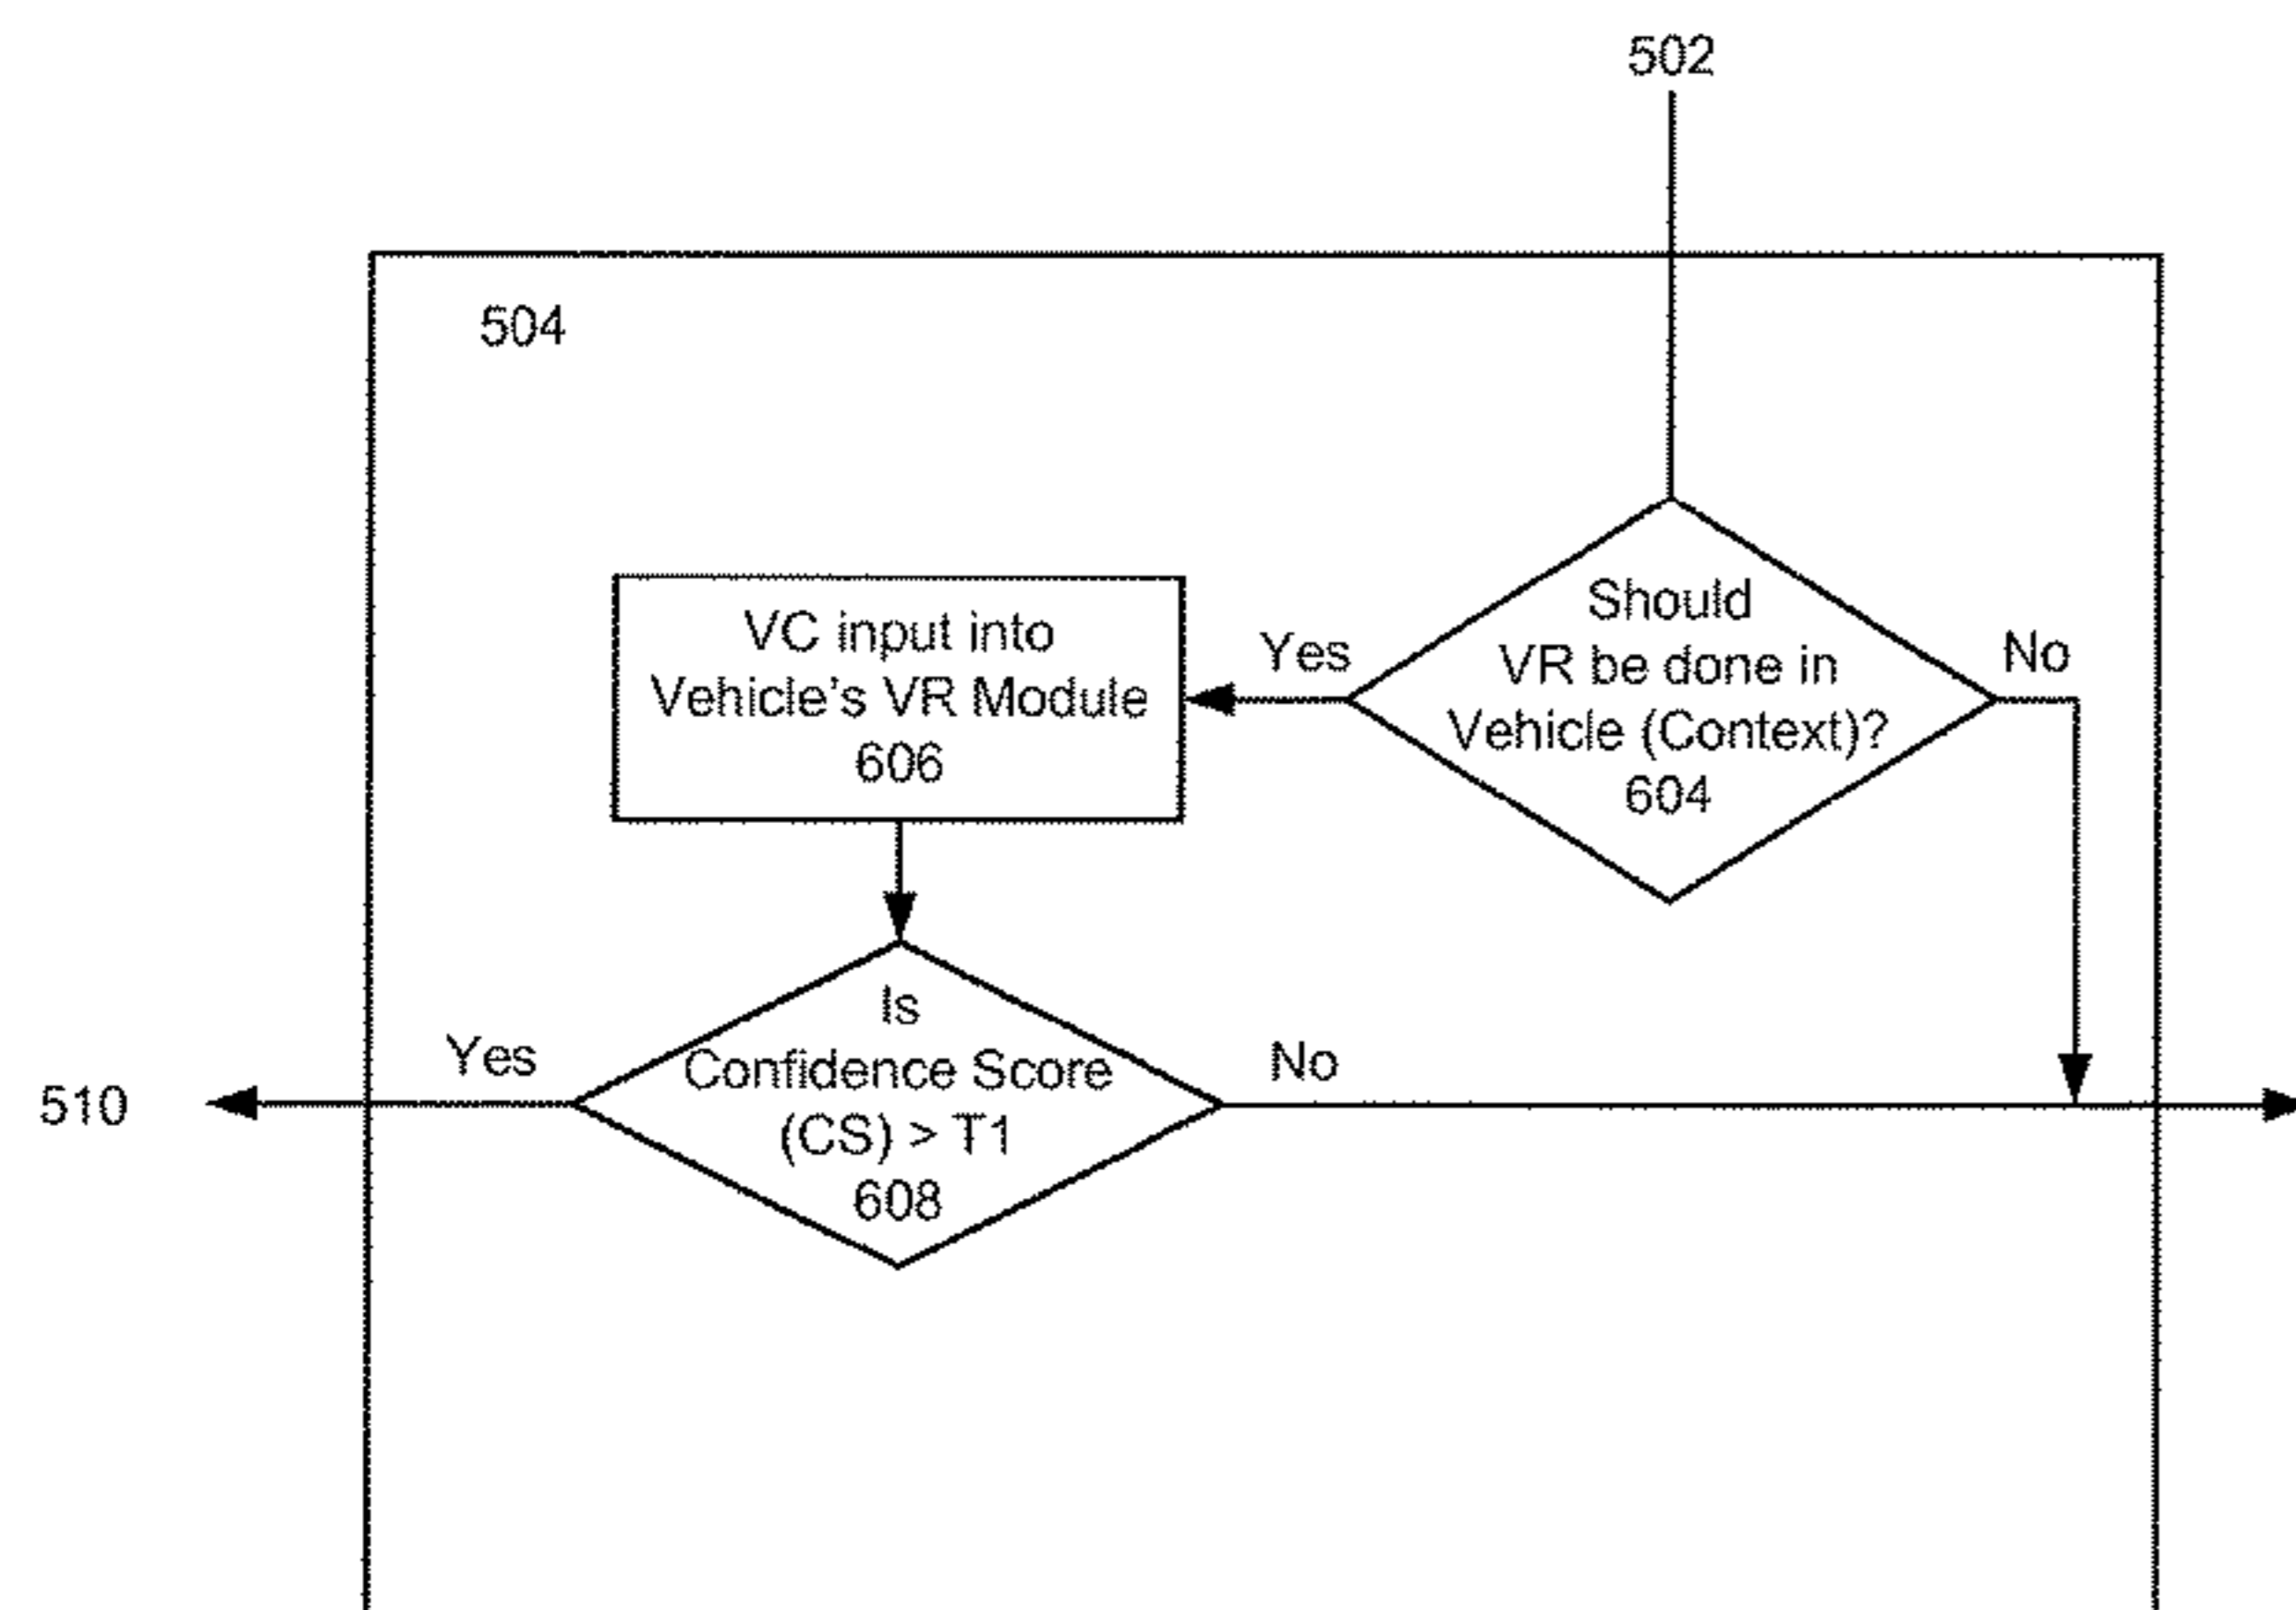 502
504
Should
VR be done in
Vehicle (Context)?
604
Yes
No
VC input into
Vehicle's VR Module
606
Is
Confidence Score
(CS) > T1
608
Yes
No
510